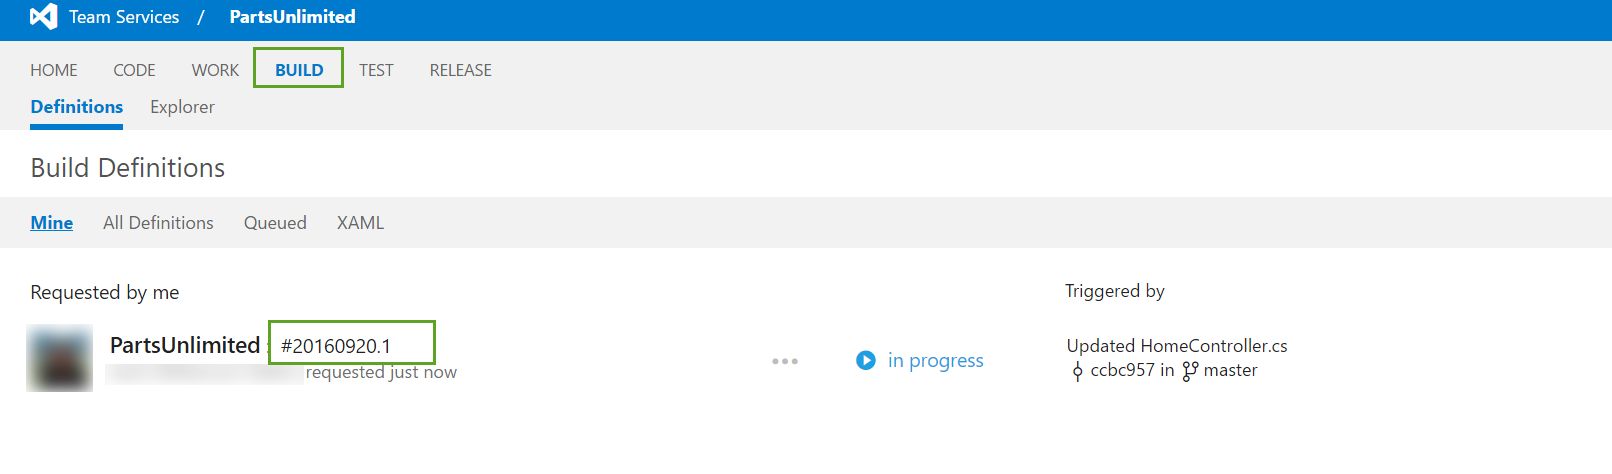 Team Services / PartsUnlimited
HOME CODE WORK BUILD TEST RELEASE
Definitions Explorer
Build Definitions
Mine All Definitions Queued XAML
Requested by me Triggered by
PartsUnlimited : #20160920.1 Updated HomeController.cs
requested just now ••• in progress ccbc957 in master